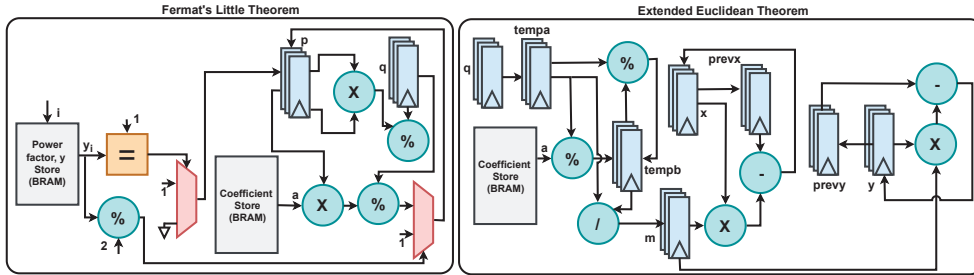 Fermat's Little Theorem
i
Power
factor, y
Store
(BRAM)
yi
1
=
1
%
2
p
X
q
%
Coefficient
Store
(BRAM)
a
X
%
1
Extended Euclidean Theorem
q
tempa
%
Coefficient
Store
(BRAM)
a
%
tempb
/
m
x
prevx
X
-
-
X
prevy
y